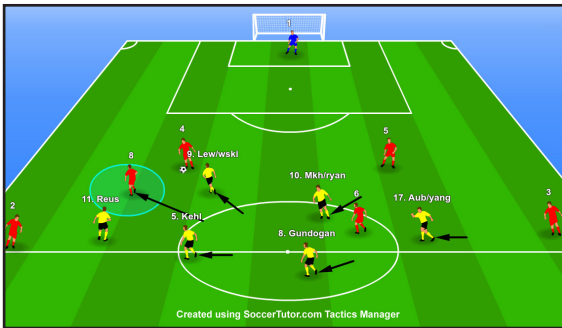 1
4
5
8
9. Lew/wskI
10. Mkh/ryan
11. Reus
2
5. Kehl
6
17. Aub/yang
3
8. Gundogan
Created using SoccerTutor.com Tactics Manager